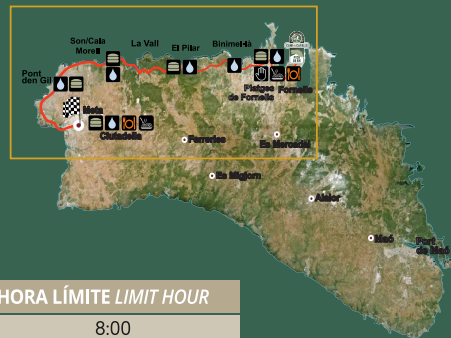 Son/Cala
Morell
La Vall
El Pilar
Binimel·là
Pont
den Gil
Platges
de Fornells
Fornells
Meta
Ciutadella
Ferreries
Es Mercadal
Es Migjorn
Alaior
Maó
Port
de Maó
HORA LÍMITE LIMIT HOUR
8:00